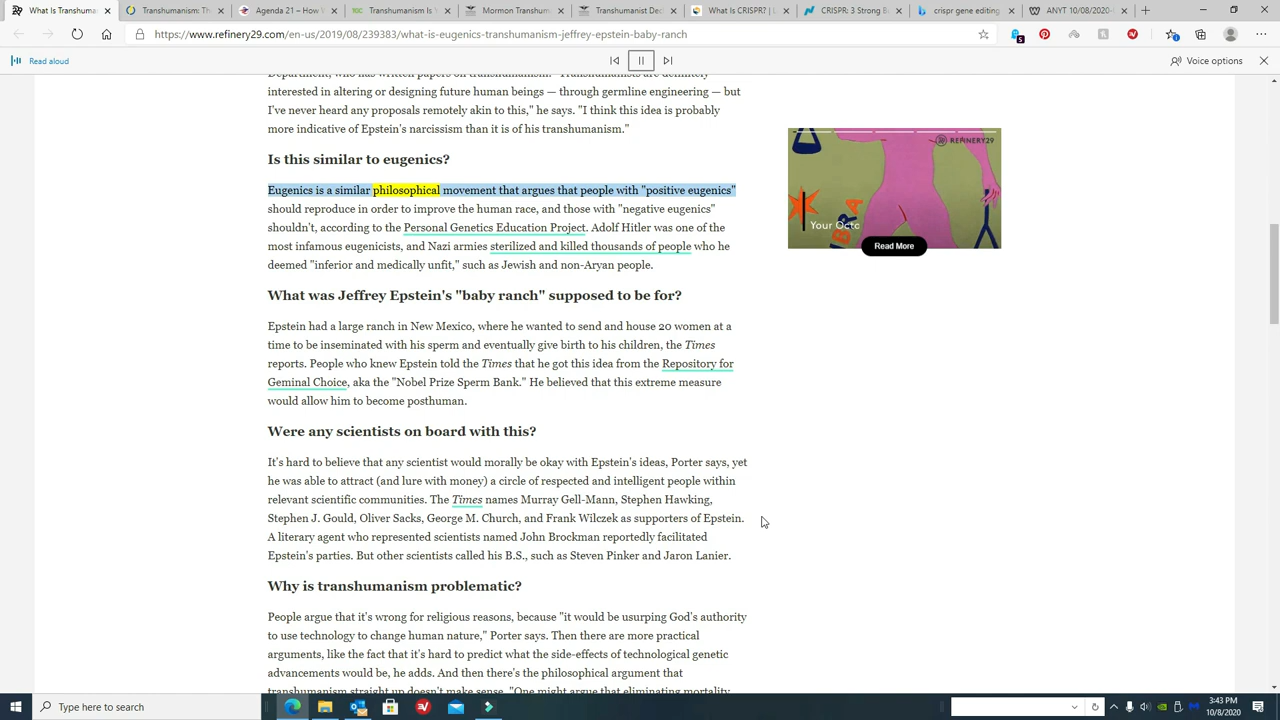 What Is Transhuma
Transhumanism: Th
Agenda 21 - Anothe
Transhumanism Is \
Mormon Transhum
Transhumanist Dec
What is CRISPR? | L
CRISPR: 3 Strong B
crispr gene editing
ANYT 10/08/2020 -
https://www.refinery29.com/en-us/2019/08/239383/what-is-eugenics-transhumanism-jeffrey-epstein-baby-ranch
Read aloud
Voice options
Department, who has written papers on transhumanism. "Transhumanists are definitely
interested in altering or designing future human beings — through germline engineering — but
I've never heard any proposals remotely akin to this," he says. "I think this idea is probably
more indicative of Epstein's narcissism than it is of his transhumanism."
Is this similar to eugenics?
Eugenics is a similar philosophical movement that argues that people with "positive eugenics"
should reproduce in order to improve the human race, and those with "negative eugenics"
shouldn't, according to the Personal Genetics Education Project. Adolf Hitler was one of the
most infamous eugenicists, and Nazi armies sterilized and killed thousands of people who he
deemed "inferior and medically unfit," such as Jewish and non-Aryan people.
REFINERY29
BRA
Your Octo
Read More
What was Jeffrey Epstein's "baby ranch" supposed to be for?
Epstein had a large ranch in New Mexico, where he wanted to send and house 20 women at a
time to be inseminated with his sperm and eventually give birth to his children, the Times
reports. People who knew Epstein told the Times that he got this idea from the Repository for
Germinal Choice, aka the "Nobel Prize Sperm Bank." He believed that this extreme measure
would allow him to become posthuman.
Were any scientists on board with this?
It's hard to believe that any scientist would morally be okay with Epstein's ideas, Porter says, yet
he was able to attract (and lure with money) a circle of respected and intelligent people within
relevant scientific communities. The Times names Murray Gell-Mann, Stephen Hawking,
Stephen J. Gould, Oliver Sacks, George M. Church, and Frank Wilczek as supporters of Epstein.
A literary agent who represented scientists named John Brockman reportedly facilitated
Epstein's parties. But other scientists called his B.S., such as Steven Pinker and Jaron Lanier.
Why is transhumanism problematic?
People argue that it's wrong for religious reasons, because "it would be usurping God's authority
to use technology to change human nature," Porter says. Then there are more practical
arguments, like the fact that it's hard to predict what the side-effects of technological genetic
advancements would be, he adds. And then there's the philosophical argument that
transhumanism straight up doesn't make sense. "One might argue that eliminating mortality
Type here to search
3:43 PM
10/8/2020